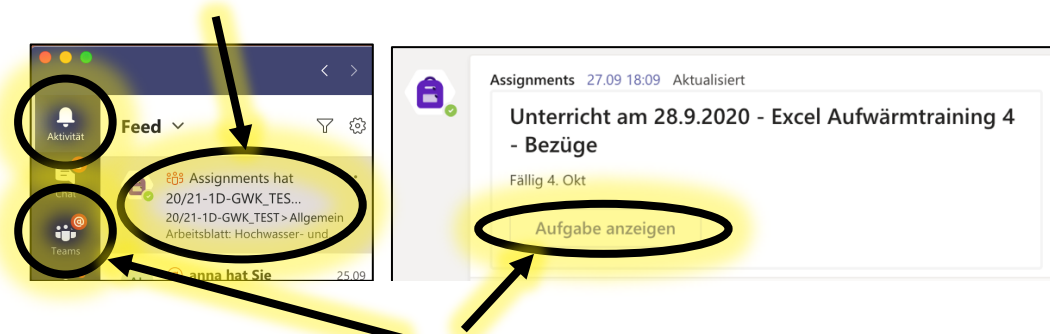 Aktivität
Chat
Teams
Feed
Assignments hat
20/21-1D-GWK_TES...
20/21-1D-GWK_TEST > Allgemein
Arbeitsblatt: Hochwasser- und
@ anna hat Sie 25.09
@
Assignments 27.09 18:09 Aktualisiert
Unterricht am 28.9.2020 - Excel Aufwärmtraining 4
- Bezüge
Fällig 4. Okt
Aufgabe anzeigen